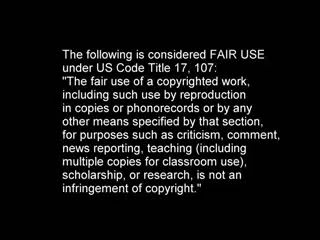 The following is considered FAIR USE
under US Code Title 17, 107:
"The fair use of a copyrighted work,
including such use by reproduction
in copies or phonorecords or by any
other means specified by that section,
for purposes such as criticism, comment,
news reporting, teaching (including
multiple copies for classroom use),
scholarship, or research, is not an
infringement of copyright."